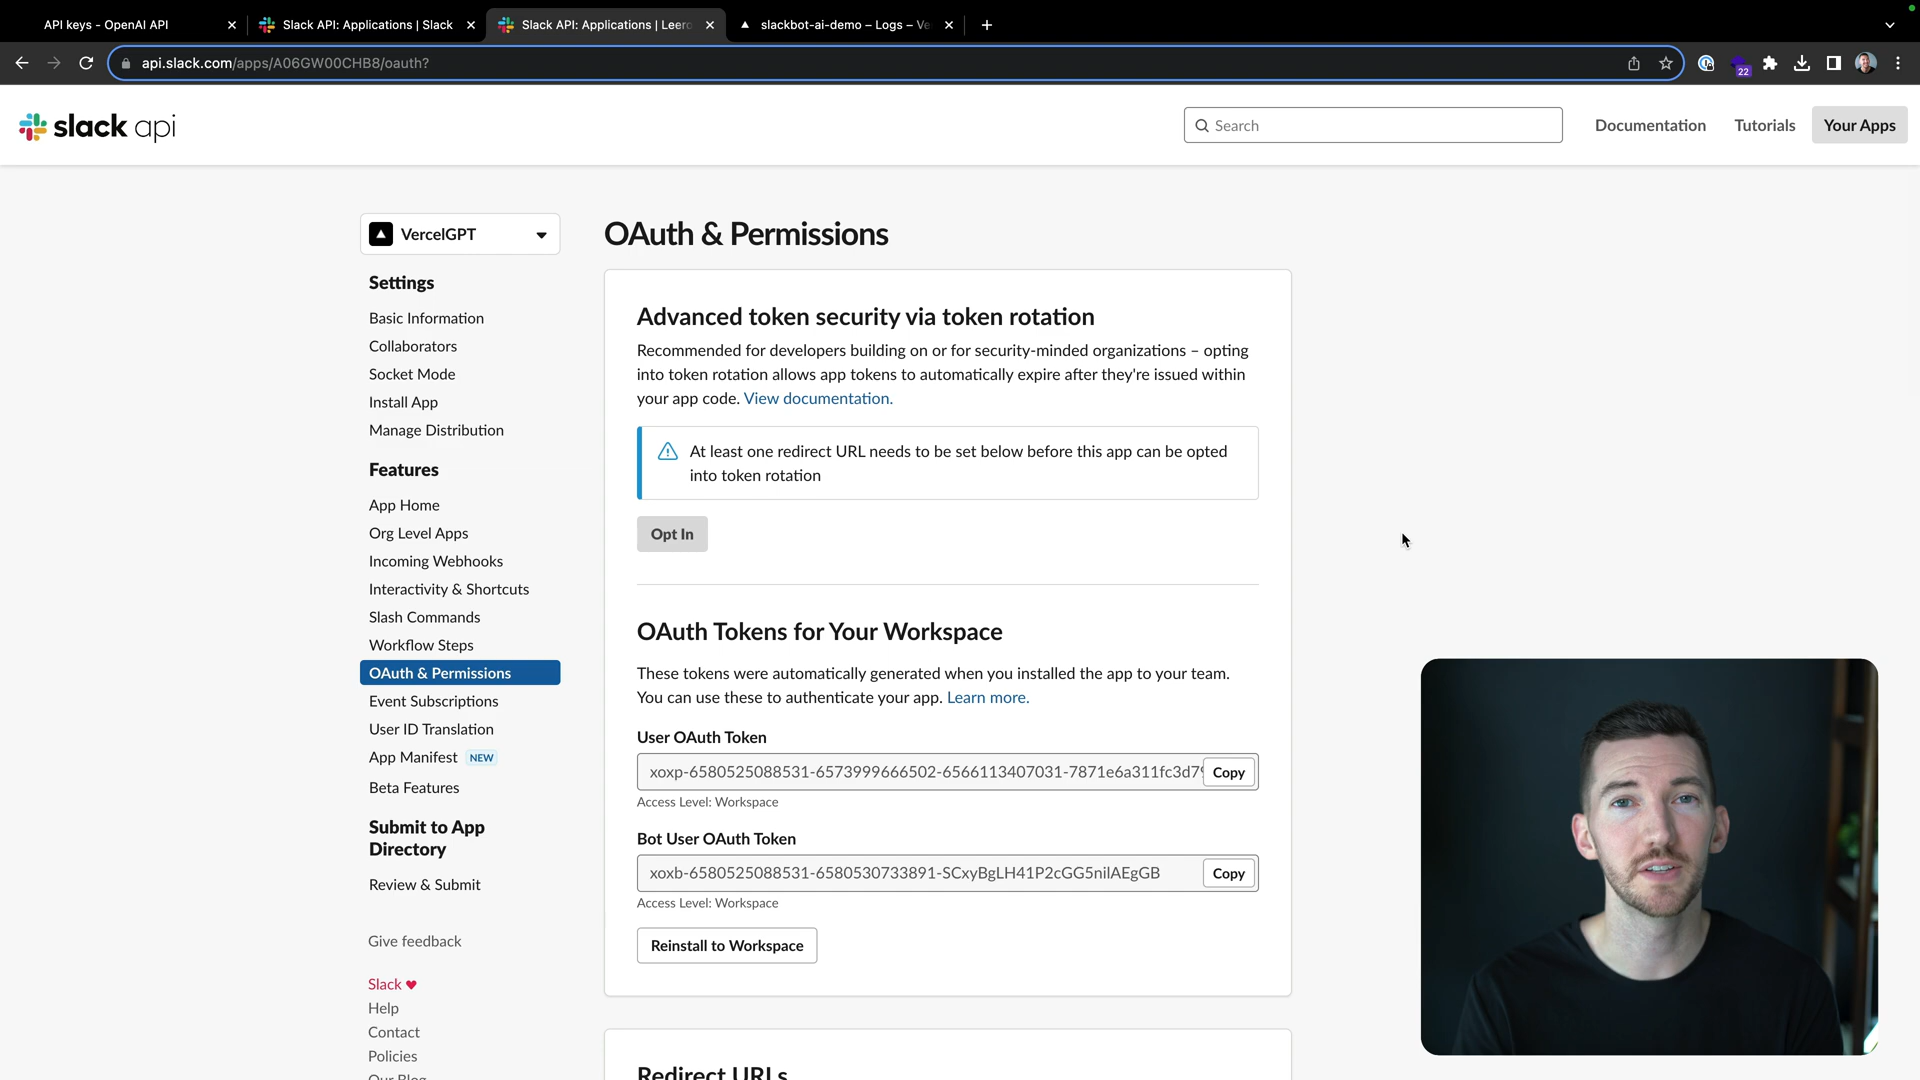 API keys - OpenAI API
Slack API: Applications | Slack
Slack API: Applications | Leero
slackbot-ai-demo – Logs – Ve
api.slack.com/apps/A06GW00CHB8/oauth?
22
slack api
Search
Documentation
Tutorials
Your Apps
VercelGPT
Settings
Basic Information
Collaborators
Socket Mode
Install App
Manage Distribution
Features
App Home
Org Level Apps
Incoming Webhooks
Interactivity & Shortcuts
Slash Commands
Workflow Steps
OAuth & Permissions
Event Subscriptions
User ID Translation
App Manifest NEW
Beta Features
Submit to App
Directory
Review & Submit
Give feedback
Slack
Help
Contact
Policies
Our Blog
OAuth & Permissions
Advanced token security via token rotation
Recommended for developers building on or for security-minded organizations – opting
into token rotation allows app tokens to automatically expire after they're issued within
your app code. View documentation.
At least one redirect URL needs to be set below before this app can be opted
into token rotation
Opt In
OAuth Tokens for Your Workspace
These tokens were automatically generated when you installed the app to your team.
You can use these to authenticate your app. Learn more.
User OAuth Token
xoxp-6580525088531-6573999666502-6566113407031-7871e6a311fc3d79
Copy
Access Level: Workspace
Bot User OAuth Token
xoxb-6580525088531-6580530733891-SCxyBgLH41P2cGG5nilAEgGB
Copy
Access Level: Workspace
Reinstall to Workspace
Redirect URLs